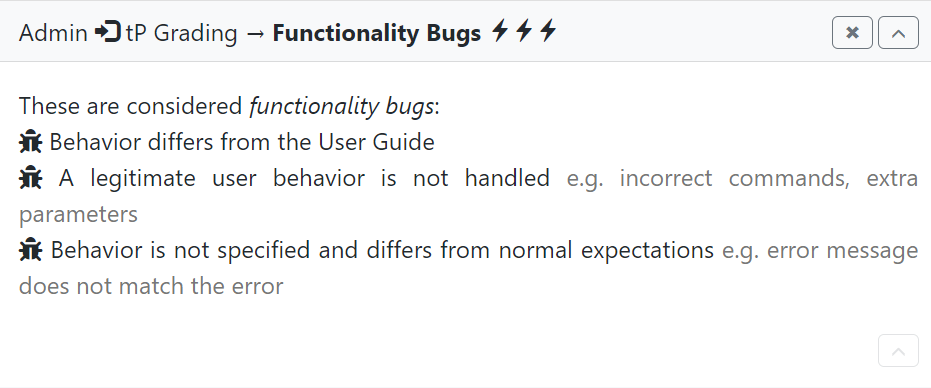 Admin tP Grading → Functionality Bugs
These are considered functionality bugs:
Behavior differs from the User Guide
A legitimate user behavior is not handled e.g. incorrect commands, extra
parameters
Behavior is not specified and differs from normal expectations e.g. error message
does not match the error